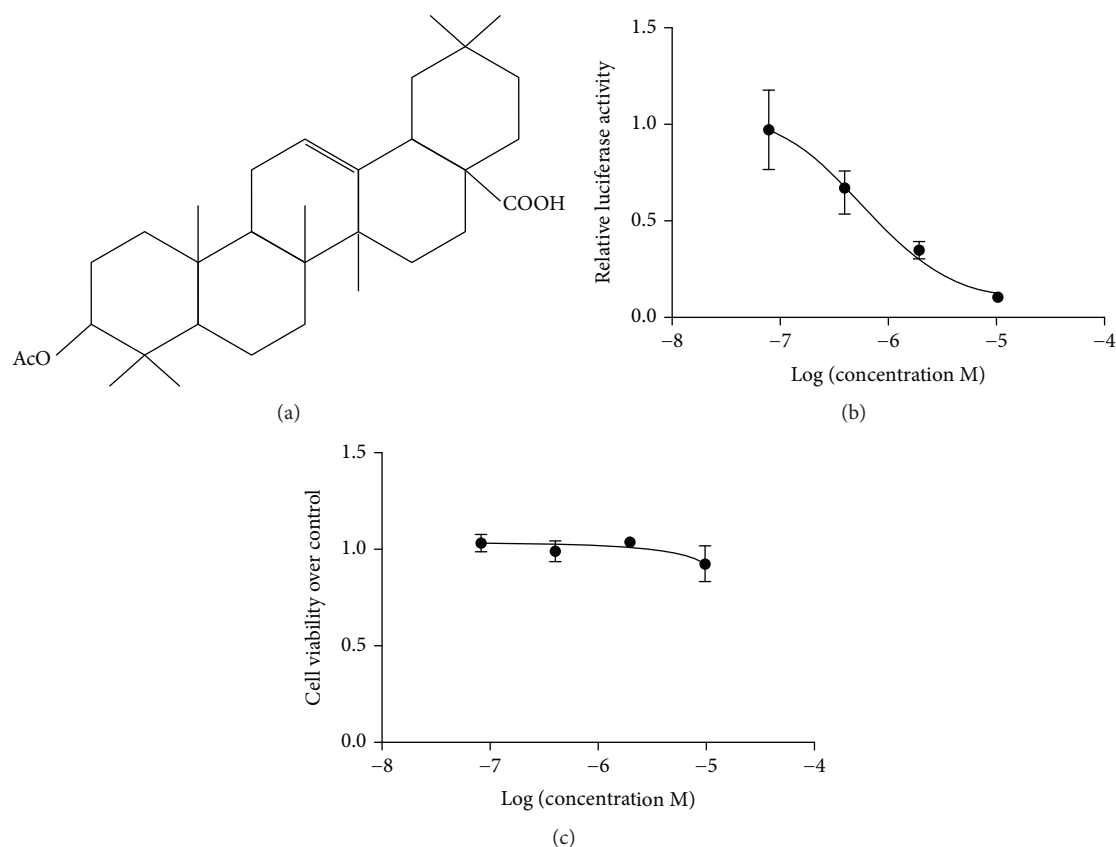 COOH
AcO
(a)
Relative luciferase activity
1.5
1.0
0.5
0.0
−8
−7
−6
−5
−4
Log (concentration M)
(b)
Cell viability over control
1.5
1.0
0.5
0.0
−8
−7
−6
−5
−4
Log (concentration M)
(c)